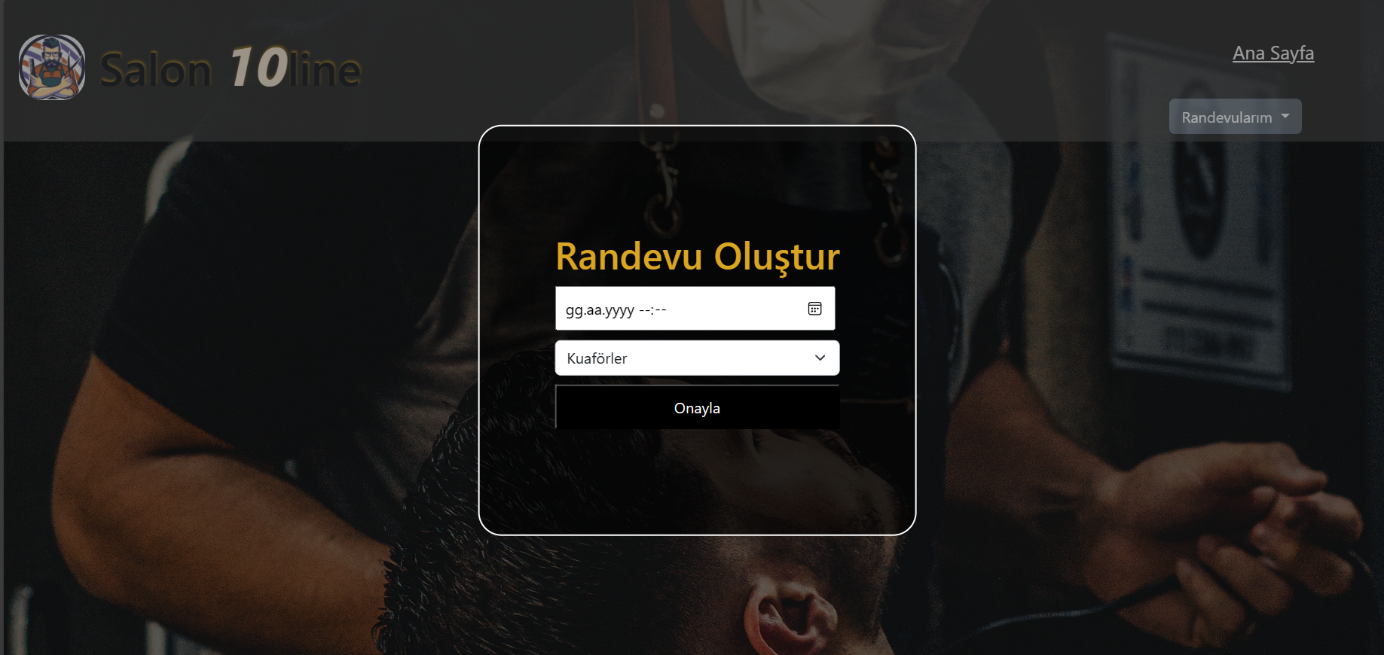 Salon 10line
Ana Sayfa
Randevularım
Randevu Oluştur
gg.aa.yyyy --:--
Kuaförler
Onayla